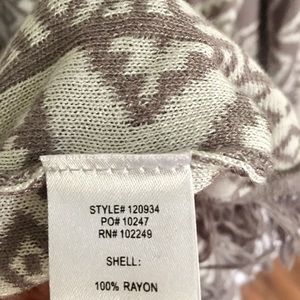 STYLE# 120934
PO# 10247
RN# 102249
SHELL:
100% RAYON